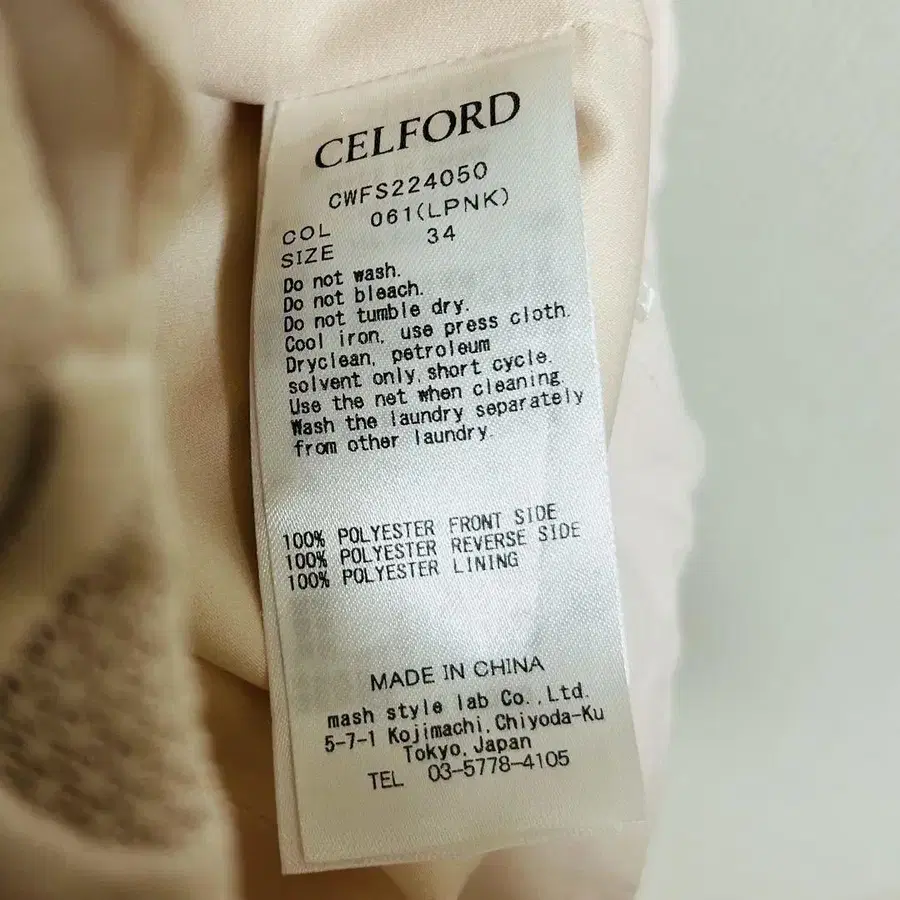 CELFORD
CWFS224050
COL 061(LPNK)
SIZE 34
Do not wash.
Do not bleach.
Do not tumble dry.
Cool iron, use press cloth.
Dryclean, petroleum
solvent only, short cycle.
Use the net when cleaning.
Wash the laundry separately
from other laundry.
100% POLYESTER FRONT SIDE
100% POLYESTER REVERSE SIDE
100% POLYESTER LINING
MADE IN CHINA
mash style lab Co.,Ltd.
5-7-1 Kojimachi,Chiyoda-Ku
Tokyo,Japan
TEL 03-5778-4105